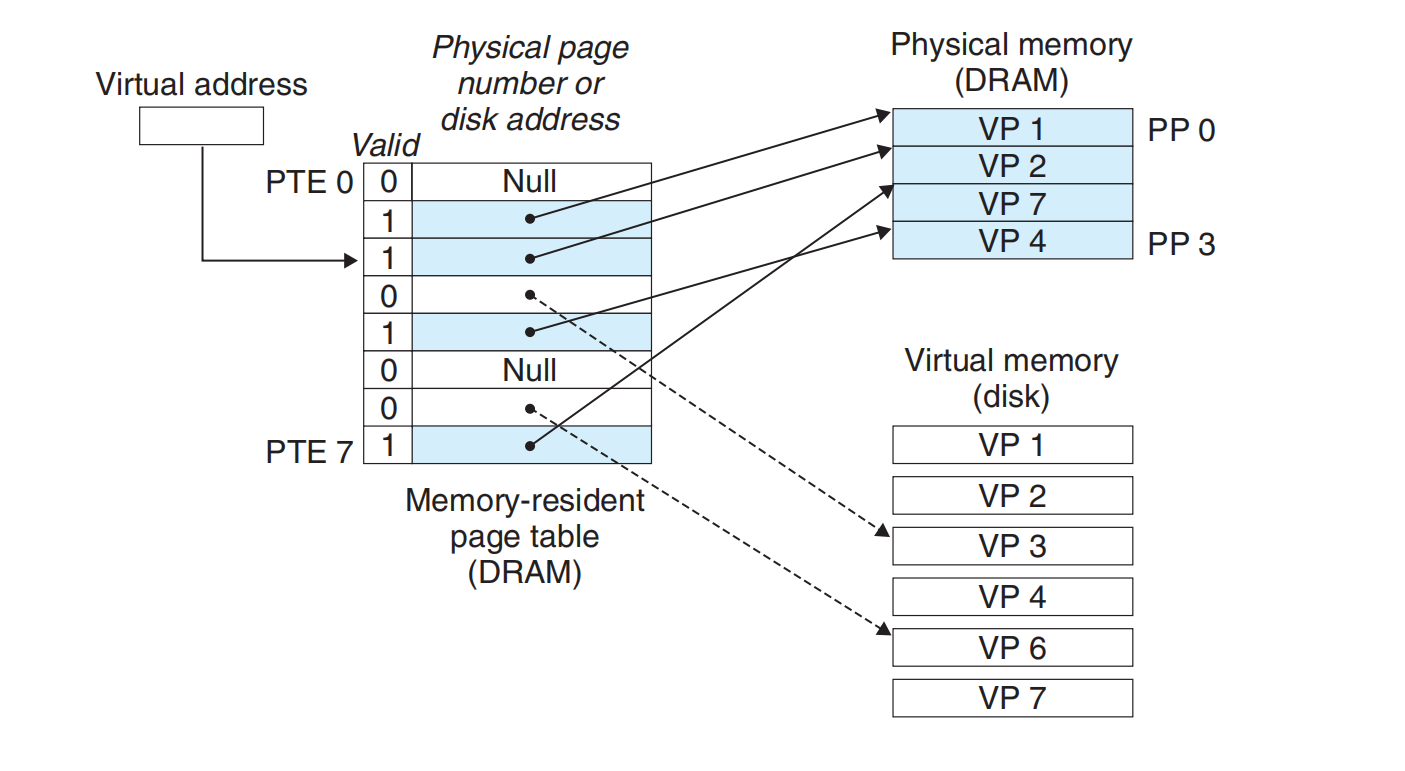 Virtual address
Physical page
number or
disk address
Valid
PTE 0
0
Null
1
1
0
1
0
Null
0
PTE 7
1
Memory-resident
page table
(DRAM)
Physical memory
(DRAM)
VP 1
PP 0
VP 2
VP 7
VP 4
PP 3
Virtual memory
(disk)
VP 1
VP 2
VP 3
VP 4
VP 6
VP 7